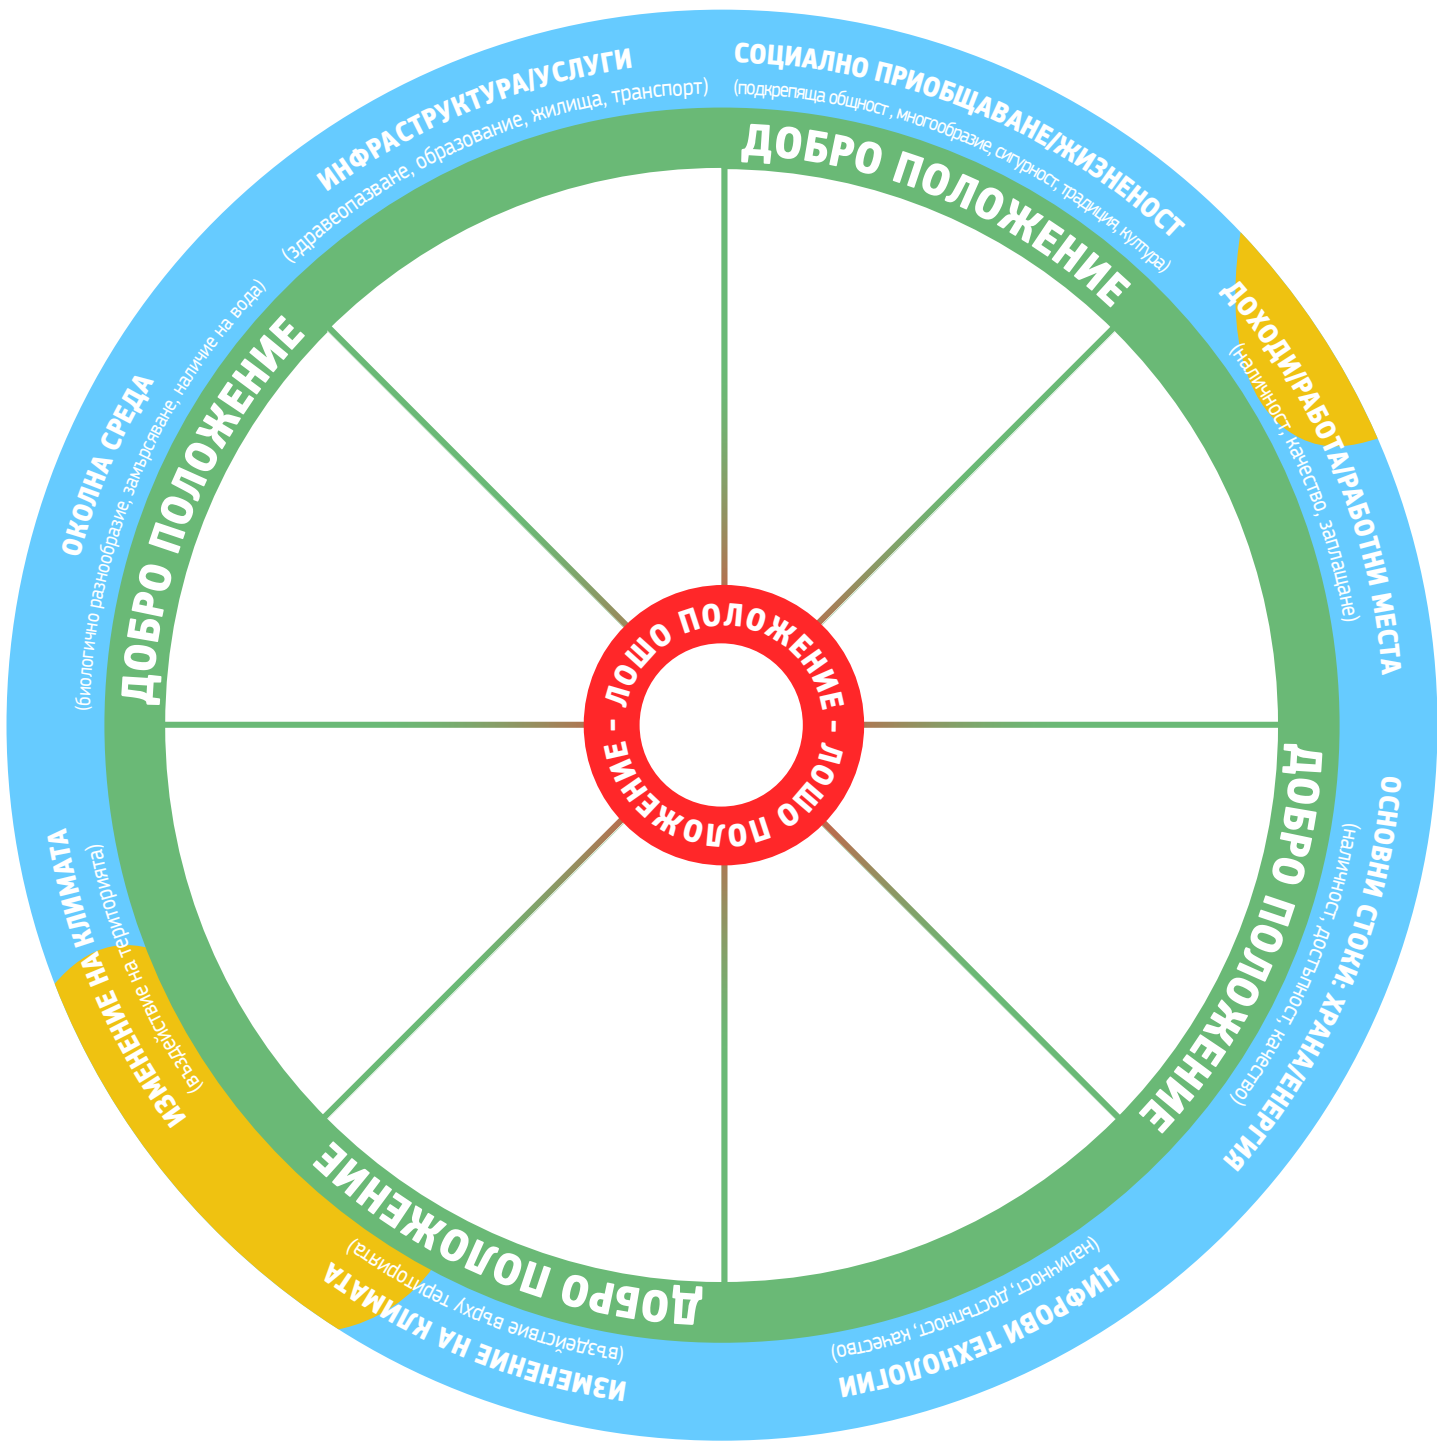 СОЦИАЛНО ПРИОБЩАВАНЕ/ЖИЗНЕНОСТ
(подкрепяща общност, многообразие, сигурност, традиция, култура)
ДОХОДИ/РАБОТА/РАБОТНИ МЕСТА
(наличност, качество, заплащане)
ОСНОВНИ СТОКИ: ХРАНА/ЕНЕРГИЯ
(наличност, достъпност, качество)
ЦИФРОВИ ТЕХНОЛОГИИ
(наличност, достъпност, качество)
ИЗМЕНЕНИЕ НА КЛИМАТА
(въздействие върху територията)
ИЗМЕНЕНИЕ НА КЛИМАТА
(въздействие на територията)
ОКОЛНА СРЕДА
(биологично разнообразие, замърсяване, наличие на вода)
ИНФРАСТРУКТУРА/УСЛУГИ
(здравеопазване, образование, жилища, транспорт)
ДОБРО ПОЛОЖЕНИЕ
ДОБРО ПОЛОЖЕНИЕ
ДОБРО ПОЛОЖЕНИЕ
ДОБРО ПОЛОЖЕНИЕ
ЛОШО ПОЛОЖЕНИЕ – ЛОШО ПОЛОЖЕНИЕ –